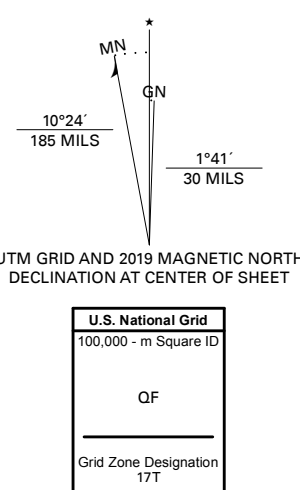 MN
GN
10°24´
185 MILS
1°41´
30 MILS
UTM GRID AND 2019 MAGNETIC NORTH
DECLINATION AT CENTER OF SHEET
U.S. National Grid
100,000 - m Square ID
QF
Grid Zone Designation
17T